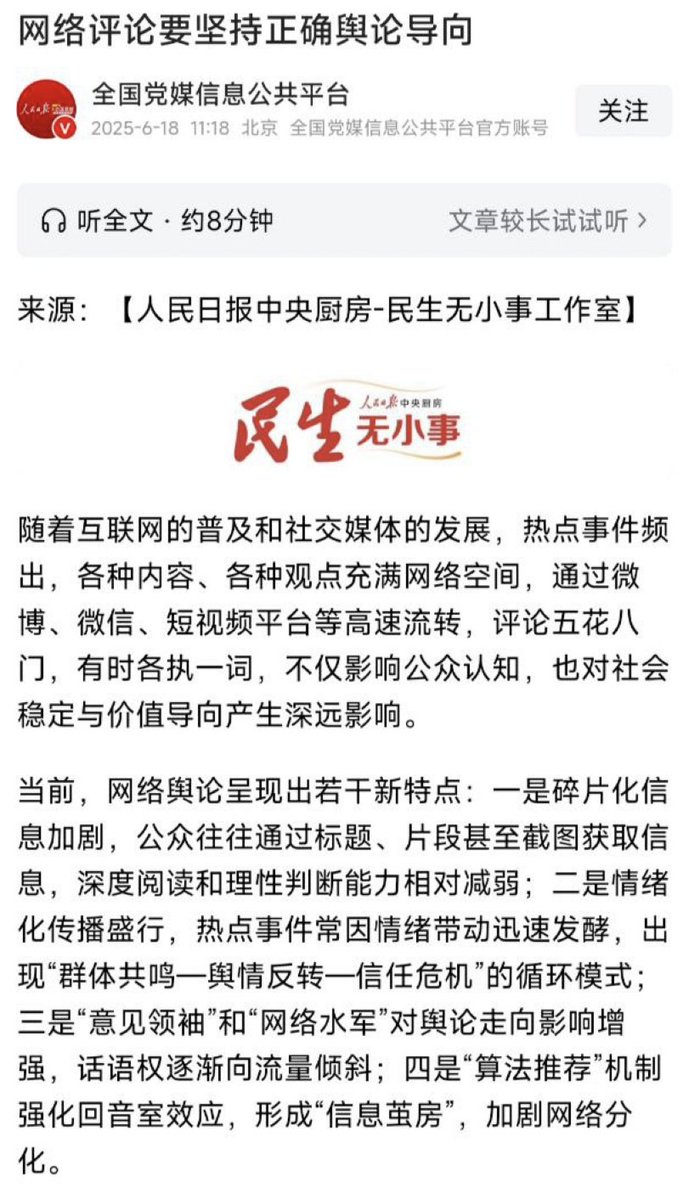 网络评论要坚持正确舆论导向
全国党媒信息公共平台
2025-6-18 11:18 北京 全国党媒信息公共平台官方账号
关注
听全文 · 约8分钟
文章较长试试听
来源：【人民日报中央厨房-民生无小事工作室】
民生
人民日报中央厨房
无小事
随着互联网的普及和社交媒体的发展，热点事件频
出，各种内容、各种观点充满网络空间，通过微
博、微信、短视频平台等高速流转，评论五花八
门，有时各执一词，不仅影响公众认知，也对社会
稳定与价值导向产生深远影响。
当前，网络舆论呈现出若干新特点：一是碎片化信
息加剧，公众往往通过标题、片段甚至截图获取信
息，深度阅读和理性判断能力相对减弱；二是情绪
化传播盛行，热点事件常因情绪带动迅速发酵，出
现“群体共鸣—舆情反转—信任危机”的循环模式；
三是“意见领袖”和“网络水军”对舆论走向影响增
强，话语权逐渐向流量倾斜；四是“算法推荐”机制
强化回音室效应，形成“信息茧房”，加剧网络分
化。